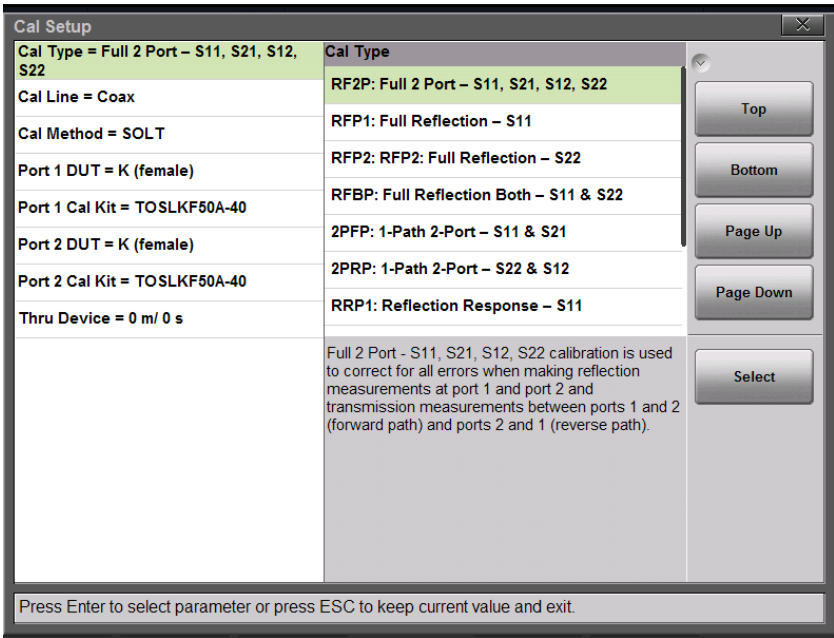 Cal Setup
Cal Type = Full 2 Port – S11, S21, S12,
S22
Cal Line = Coax
Cal Method = SOLT
Port 1 DUT = K (female)
Port 1 Cal Kit = TOSLKF50A-40
Port 2 DUT = K (female)
Port 2 Cal Kit = TOSLKF50A-40
Thru Device = 0 m/ 0 s
Cal Type
RF2P: Full 2 Port – S11, S21, S12, S22
RFP1: Full Reflection – S11
RFP2: RFP2: Full Reflection – S22
RFBP: Full Reflection Both – S11 & S22
2PFP: 1-Path 2-Port – S11 & S21
2PRP: 1-Path 2-Port – S22 & S12
RRP1: Reflection Response – S11
Full 2 Port - S11, S21, S12, S22 calibration is used
to correct for all errors when making reflection
measurements at port 1 and port 2 and
transmission measurements between ports 1 and 2
(forward path) and ports 2 and 1 (reverse path).
Top
Bottom
Page Up
Page Down
Select
Press Enter to select parameter or press ESC to keep current value and exit.